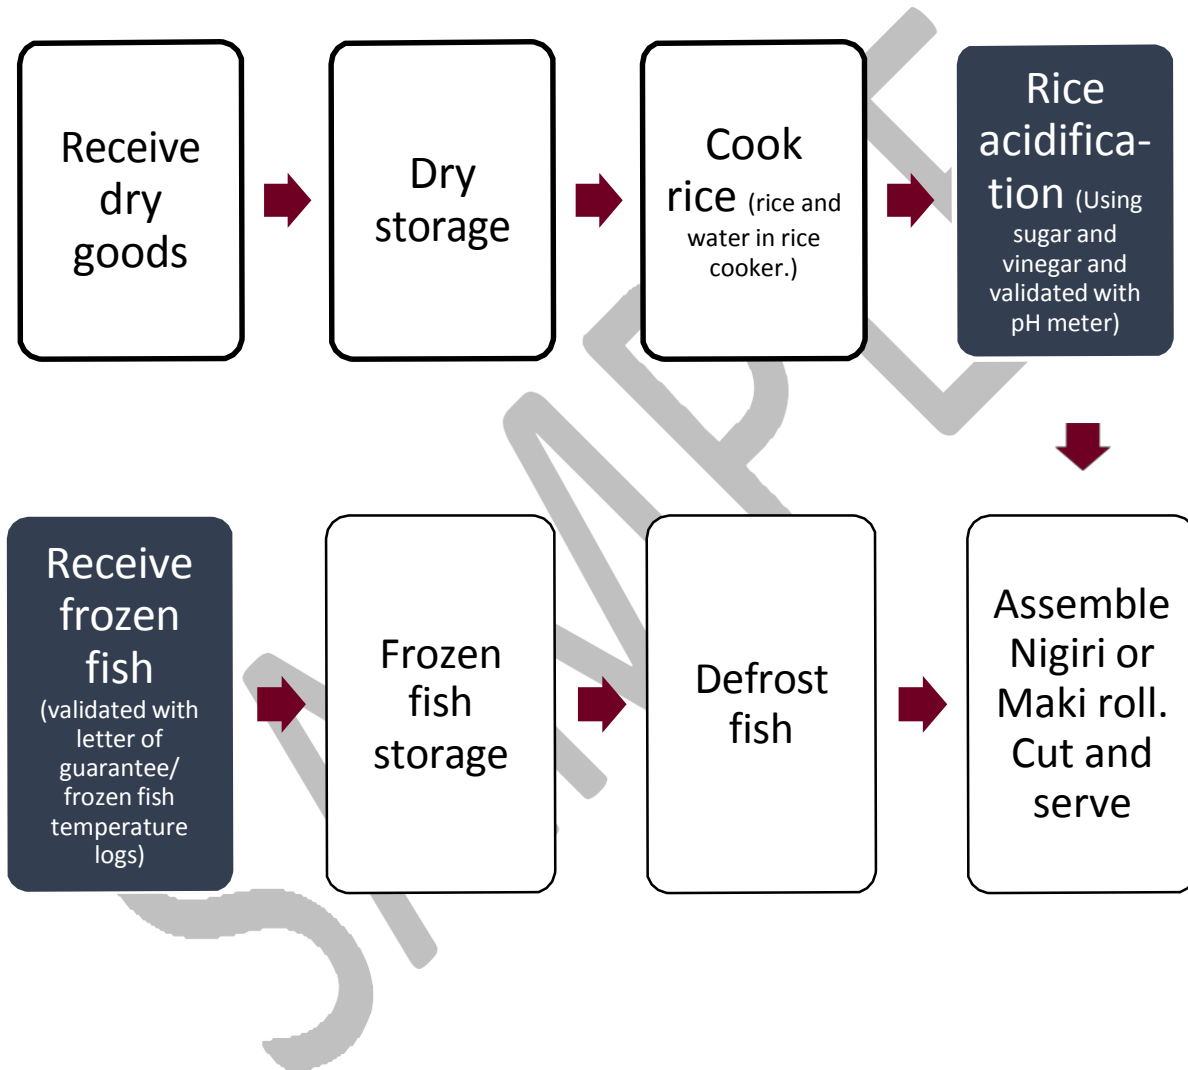 Receive
dry
goods
Dry
storage
Cook
rice (rice and
water in rice
cooker.)
Rice
acidifica-
tion (Using
sugar and
vinegar and
validated with
pH meter)
Receive
frozen
fish
(validated with
letter of
guarantee/
frozen fish
temperature
logs)
Frozen
fish
storage
Defrost
fish
Assemble
Nigiri or
Maki roll.
Cut and
serve
SAMPLE